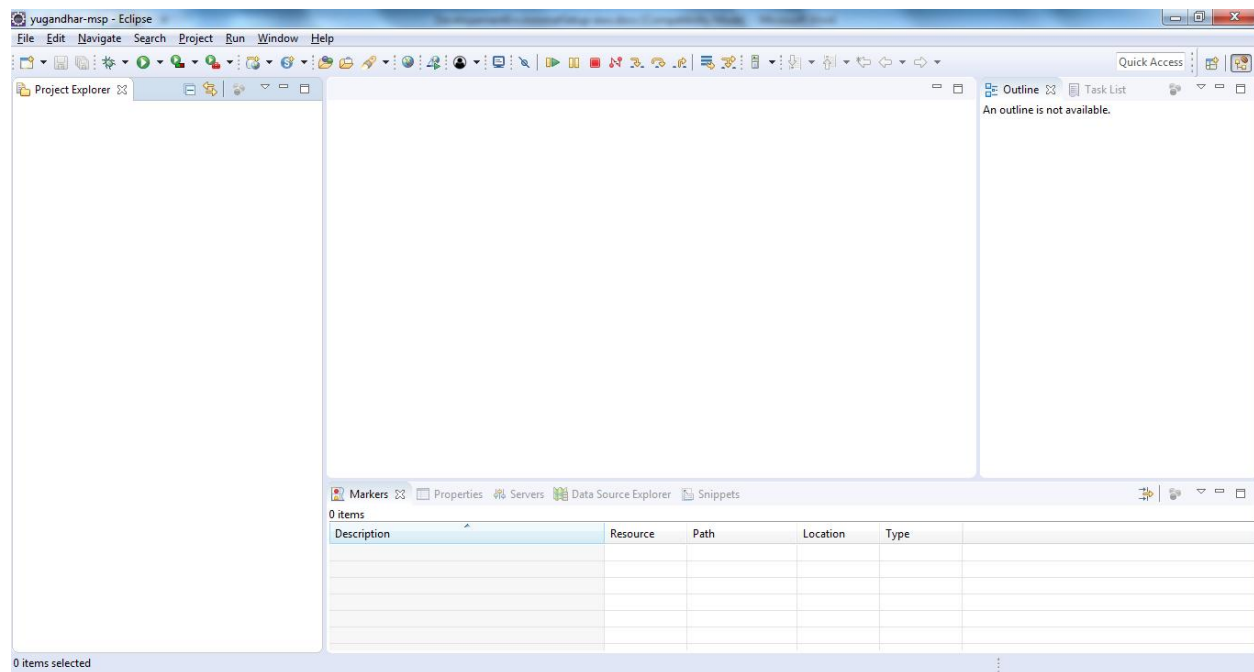 yugandhar-msp - Eclipse
File Edit Navigate Search Project Run Window Help
Quick Access
Project Explorer
Outline Task List
An outline is not available.
Markers Properties Servers Data Source Explorer Snippets
0 items
Description Resource Path Location Type
0 items selected